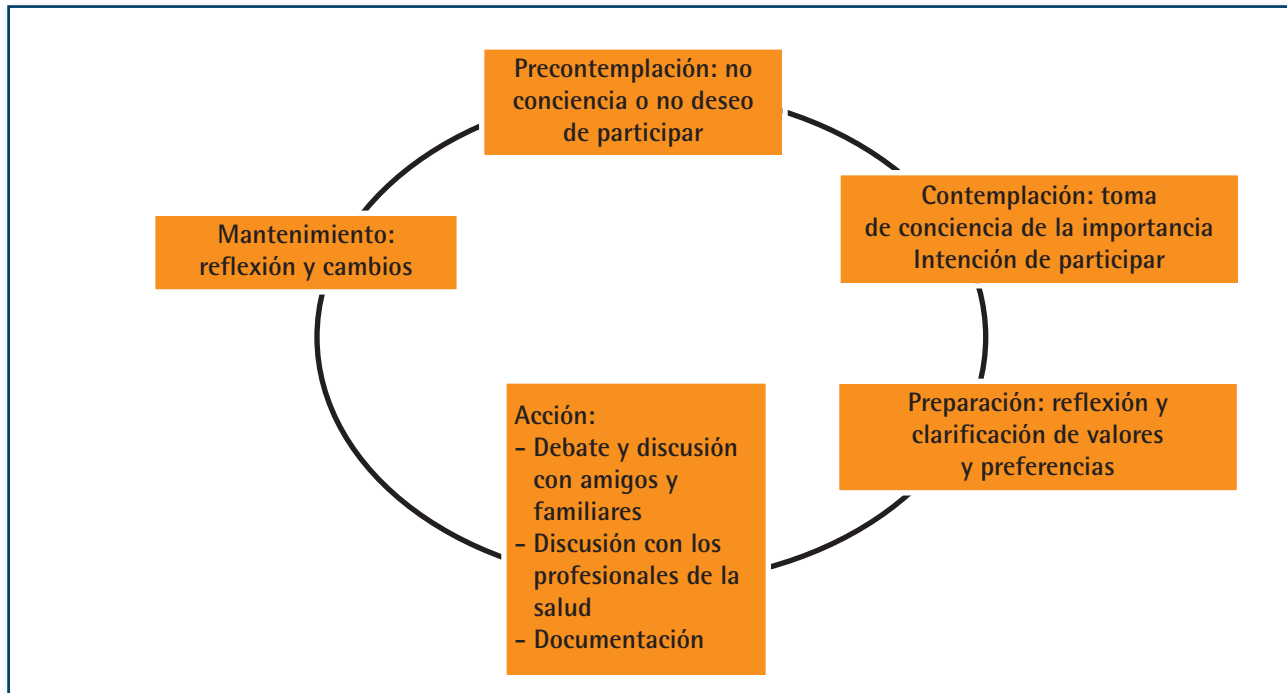 Precontemplación: no
conciencia o no deseo
de participar
Contemplación: toma
de conciencia de la importancia
Intención de participar
Preparación: reflexión y
clarificación de valores
y preferencias
Acción:
- Debate y discusión
con amigos y
familiares
- Discusión con los
profesionales de la
salud
- Documentación
Mantenimiento:
reflexión y cambios